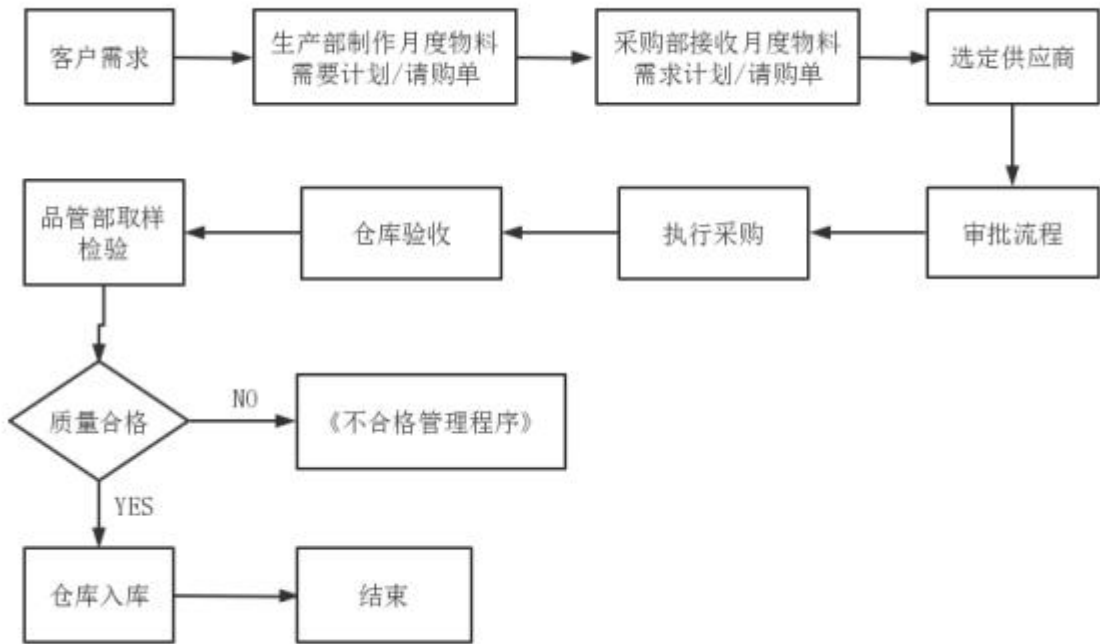 客户需求
生产部制作月度物料
需要计划/请购单
采购部接收月度物料
需求计划/请购单
选定供应商
审批流程
执行采购
仓库验收
品管部取样
检验
质量合格
NO
《不合格管理程序》
YES
仓库入库
结束